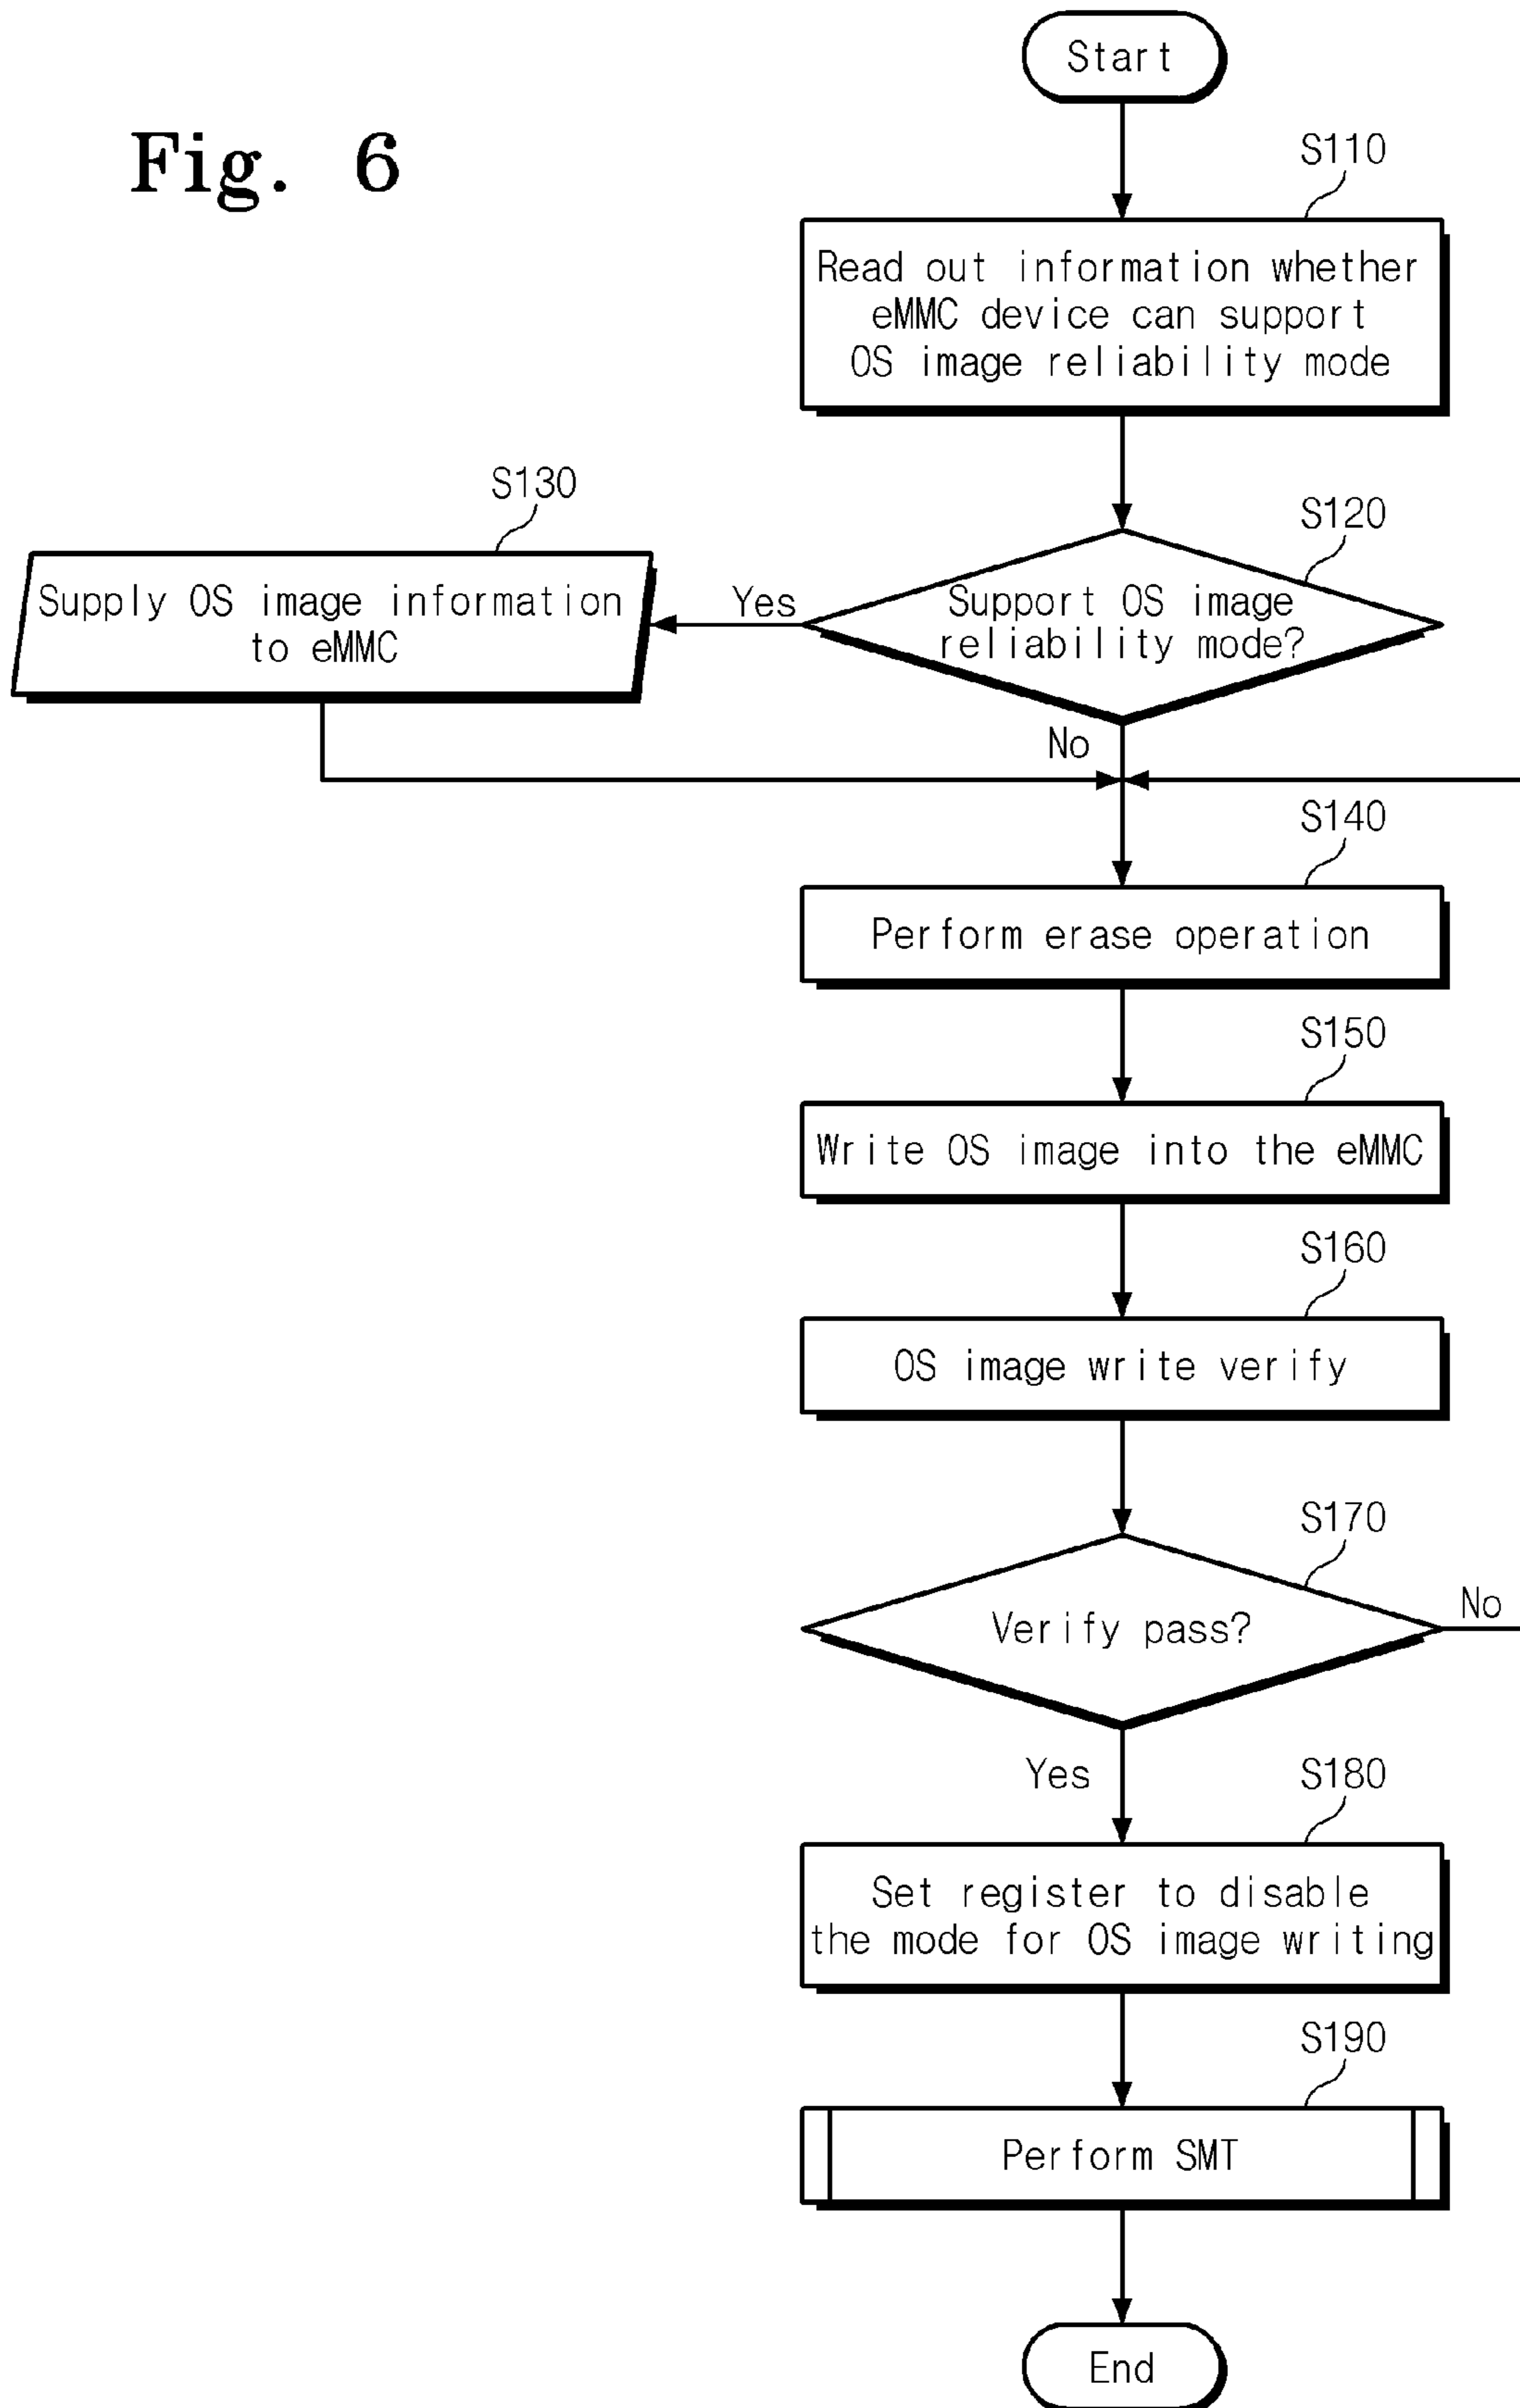 Fig. 6
Start
S110
Read out information whether
eMMC device can support
OS image reliability mode
S130
Supply OS image information
to eMMC
S120
Yes
Support OS image
reliability mode?
No
S140
Perform erase operation
S150
Write OS image into the eMMC
S160
OS image write verify
S170
Verify pass?
No
Yes
S180
Set register to disable
the mode for OS image writing
S190
Perform SMT
End